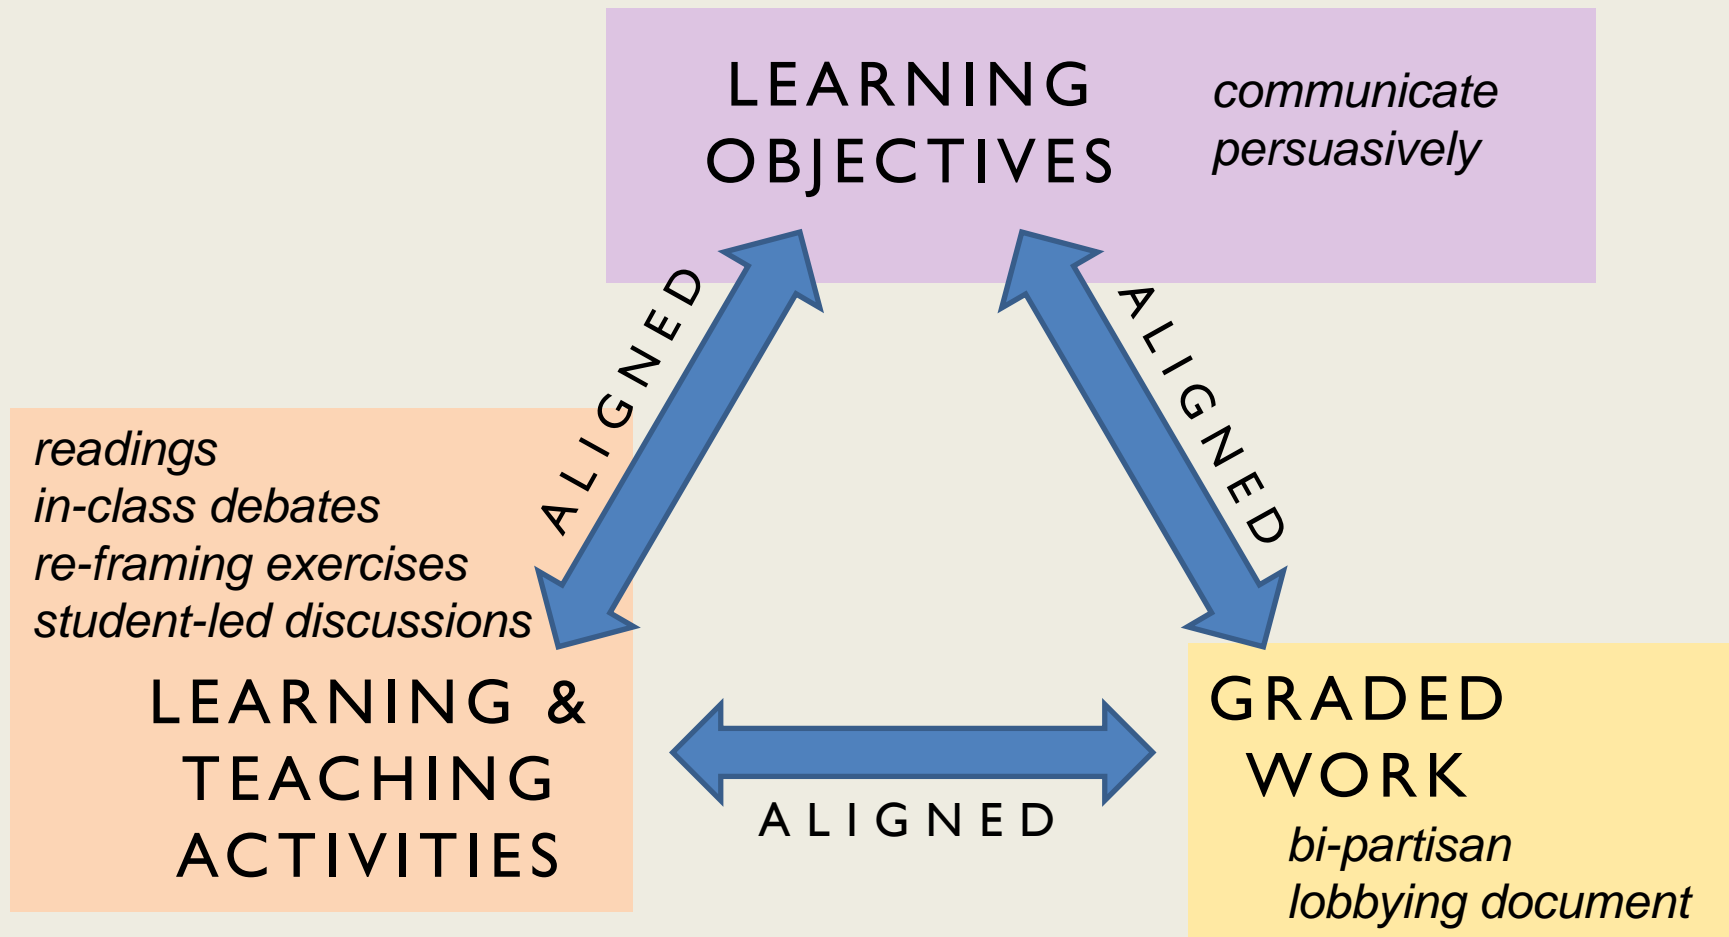 LEARNING
OBJECTIVES
communicate
persuasively
ALIGNED
ALIGNED
readings
in-class debates
re-framing exercises
student-led discussions
LEARNING &
TEACHING
ACTIVITIES
ALIGNED
GRADED
WORK
bi-partisan
lobbying document